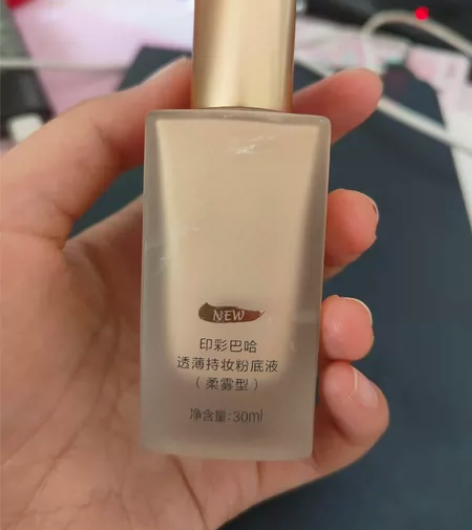 NEW
印彩巴哈
透薄持妆粉底液
(柔雾型)
净含量:30ml